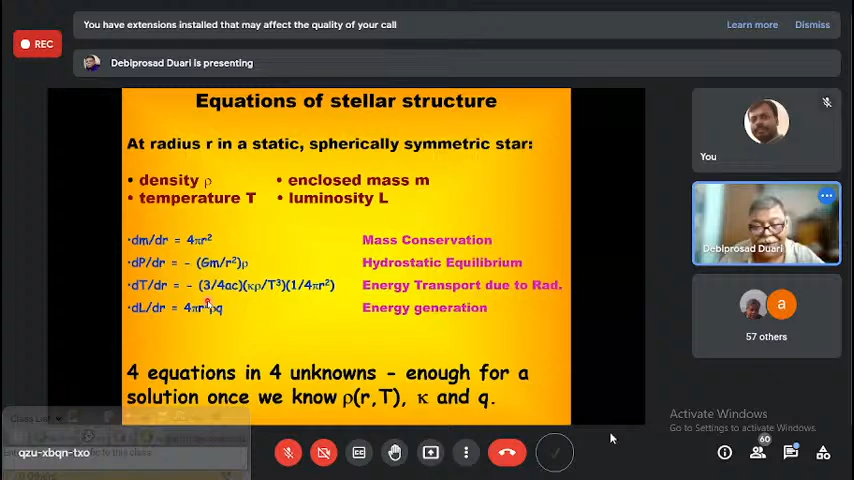 You have extensions installed that may affect the quality of your call
Learn more
Dismiss
REC
Debiprosad Duari is presenting
Equations of stellar structure
At radius r in a static, spherically symmetric star:
• density ρ
• enclosed mass m
• temperature T
• luminosity L
•dm/dr = 4πr²
Mass Conservation
•dP/dr = - (Gm/r²)ρ
Hydrostatic Equilibrium
•dT/dr = - (3/4ac)(κρ/T³)(1/4πr²)
Energy Transport due to Rad.
•dL/dr = 4πr²ρq
Energy generation
4 equations in 4 unknowns - enough for a
solution once we know ρ(r,T), κ and q.
You
Debiprosad Duari
a
57 others
Activate Windows
Go to Settings to activate Windows.
Class
qzu-xbqn-txo
60